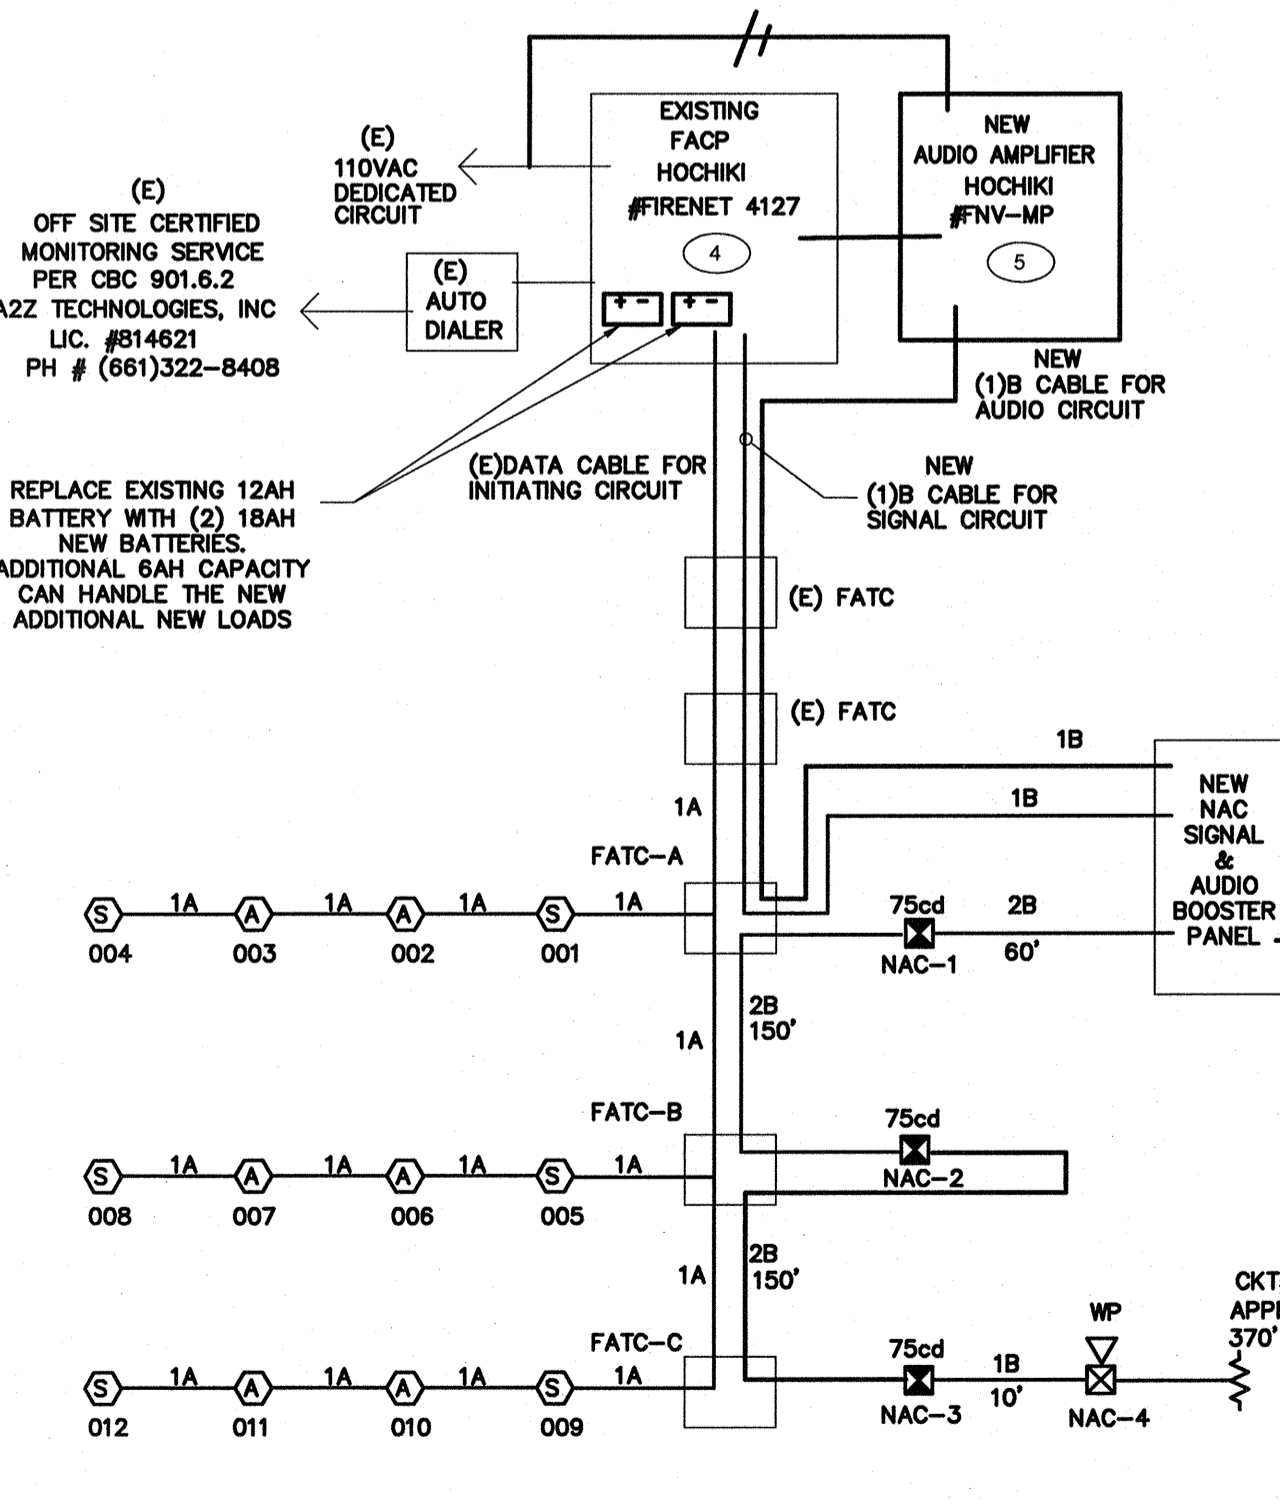 EXISTING
FACP
HOCHIKI
#FIRENET 4127
4
NEW
AUDIO AMPLIFIER
HOCHIKI
#FNV-MP
5
(E)
110VAC
DEDICATED
CIRCUIT
(E)
OFF SITE CERTIFIED
MONITORING SERVICE
PER CBC 901.6.2
A2Z TECHNOLOGIES, INC
LIC. #814621
PH # (661)322-8408
(E)
AUTO
DIALER
+ - + -
NEW
(1)B CABLE FOR
AUDIO CIRCUIT
REPLACE EXISTING 12AH
BATTERY WITH (2) 18AH
NEW BATTERIES.
ADDITIONAL 6AH CAPACITY
CAN HANDLE THE NEW
ADDITIONAL NEW LOADS
(E)DATA CABLE FOR
INITIATING CIRCUIT
NEW
(1)B CABLE FOR
SIGNAL CIRCUIT
(E) FATC
(E) FATC
1B
1B
NEW
NAC
SIGNAL
&
AUDIO
BOOSTER
PANEL
1A
FATC-A
S 1A A 1A A 1A S 1A
004 003 002 001
75cd
NAC-1
2B
60'
2B
150'
1A
FATC-B
S 1A A 1A A 1A S 1A
008 007 006 005
75cd
NAC-2
2B
150'
1A
FATC-C
S 1A A 1A A 1A S 1A
012 011 010 009
75cd
NAC-3
1B
10'
WP
NAC-4
CKT
370'